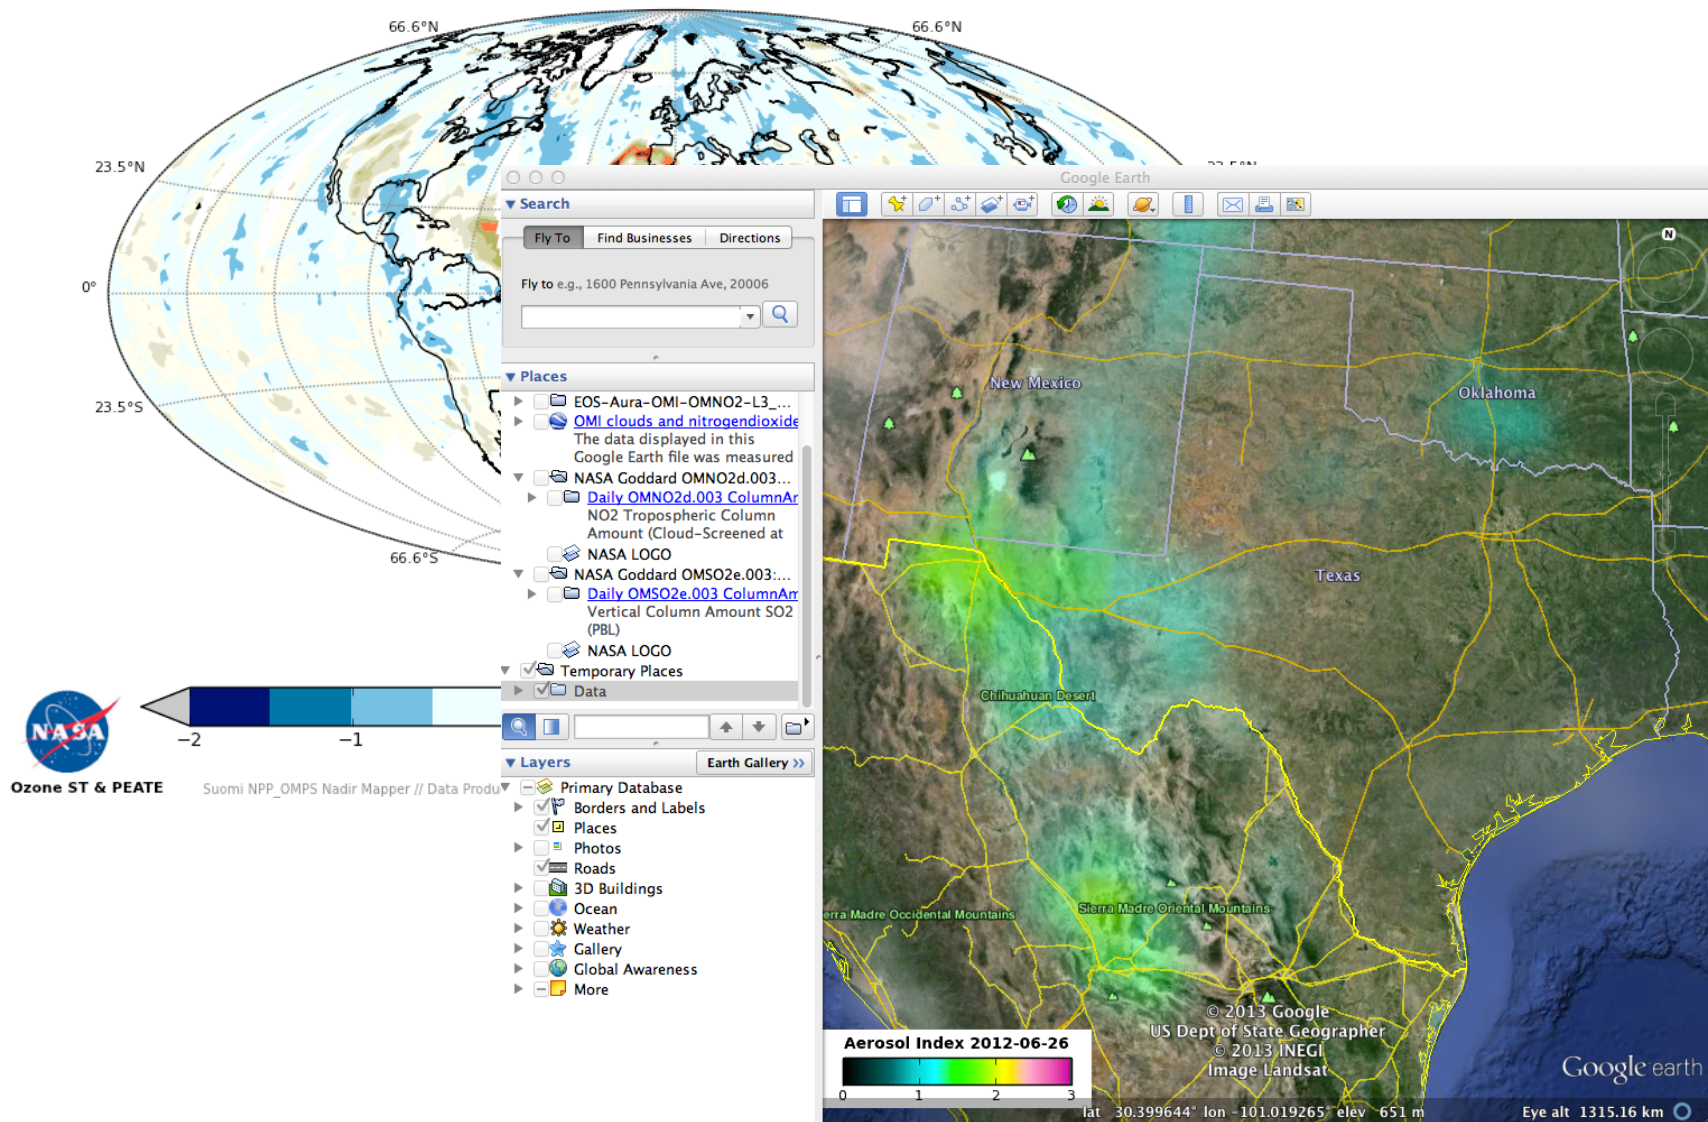 66.6°N
66.6°N
23.5°N
0°
23.5°S
66.6°S
NASA
Ozone ST & PEATE
−2
−1
Suomi NPP_OMPS Nadir Mapper // Data Produ
Google Earth
Search
Fly To
Find Businesses
Directions
Fly to e.g., 1600 Pennsylvania Ave, 20006
Places
EOS-Aura-OMI-OMNO2-L3_...
OMI clouds and nitrogendioxide
The data displayed in this
Google Earth file was measured
NASA Goddard OMNO2d.003...
Daily OMNO2d.003 ColumnAr
NO2 Tropospheric Column
Amount (Cloud-Screened at
NASA LOGO
NASA Goddard OMSO2e.003:...
Daily OMSO2e.003 ColumnAm
Vertical Column Amount SO2
(PBL)
NASA LOGO
Temporary Places
Data
Layers
Earth Gallery >>
Primary Database
Borders and Labels
Places
Photos
Roads
3D Buildings
Ocean
Weather
Gallery
Global Awareness
More
N
New Mexico
Oklahoma
Texas
Chihuahuan Desert
erra Madre Occidental Mountains
Sierra Madre Oriental Mountains
© 2013 Google
US Dept of State Geographer
© 2013 INEGI
Image Landsat
Google earth
Aerosol Index 2012-06-26
0 1 2 3
lat 30.399644° lon -101.019265° elev 651 m
Eye alt 1315.16 km